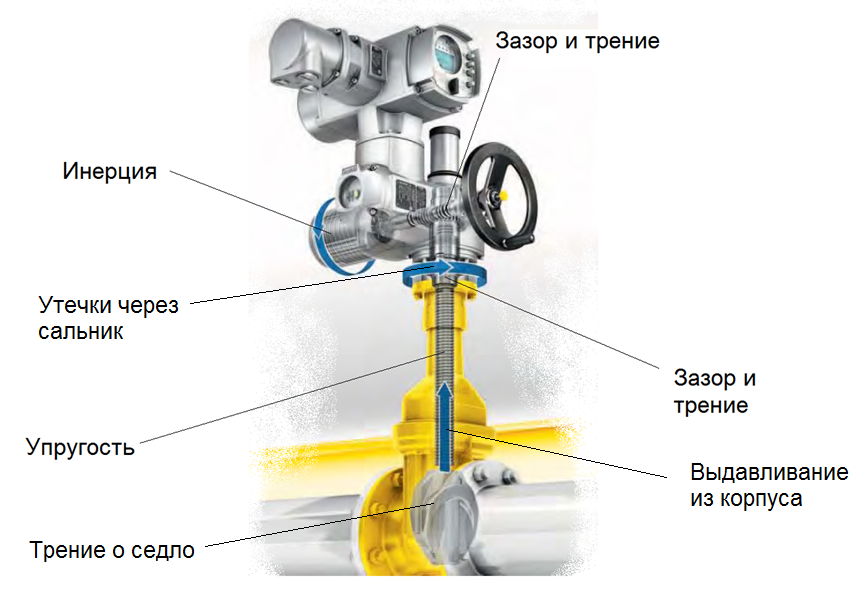 Зазор и трение
Инерция
Утечки через
сальник
Зазор и
трение
Упругость
Выдавливание
из корпуса
Трение о седло